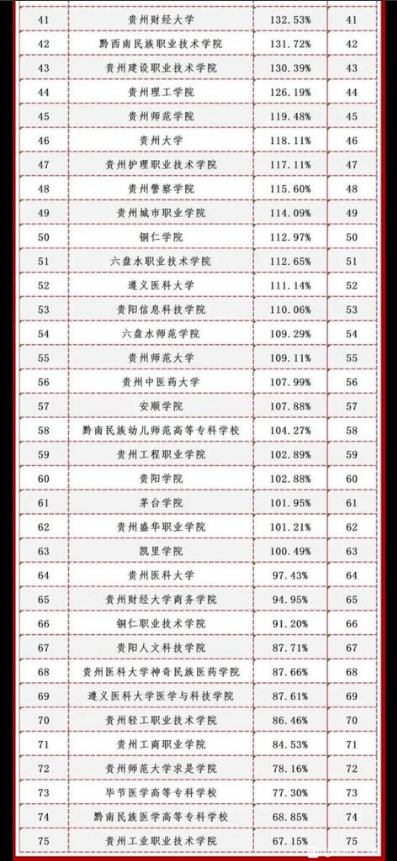 41 贵州财经大学 132.53% 41
42 黔西南民族职业技术学院 131.72% 42
43 贵州建设职业技术学院 130.39% 43
44 贵州理工学院 126.19% 44
45 贵州师范学院 119.48% 45
46 贵州大学 118.11% 46
47 贵州护理职业技术学院 117.11% 47
48 贵州警察学院 115.60% 48
49 贵州城市职业学院 114.09% 49
50 铜仁学院 112.97% 50
51 六盘水职业技术学院 112.65% 51
52 遵义医科大学 111.14% 52
53 贵阳信息科技学院 110.06% 53
54 六盘水师范学院 109.29% 54
55 贵州师范大学 109.11% 55
56 贵州中医药大学 107.99% 56
57 安顺学院 107.88% 57
58 黔南民族幼儿师范高等专科学校 104.27% 58
59 贵州工程职业学院 102.89% 59
60 贵阳学院 102.88% 60
61 茅台学院 101.95% 61
62 贵州盛华职业学院 101.21% 62
63 凯里学院 100.49% 63
64 贵州医科大学 97.43% 64
65 贵州财经大学商务学院 94.95% 65
66 铜仁职业技术学院 91.20% 66
67 贵阳人文科技学院 87.71% 67
68 贵州医科大学神奇民族医药学院 87.66% 68
69 遵义医科大学医学与科技学院 87.61% 69
70 贵州轻工职业技术学院 86.46% 70
71 贵州工商职业学院 84.53% 71
72 贵州师范大学求是学院 78.16% 72
73 毕节医学高等专科学校 77.30% 73
74 黔南民族医学高等专科学校 68.85% 74
75 贵州工业职业技术学院 67.15% 75